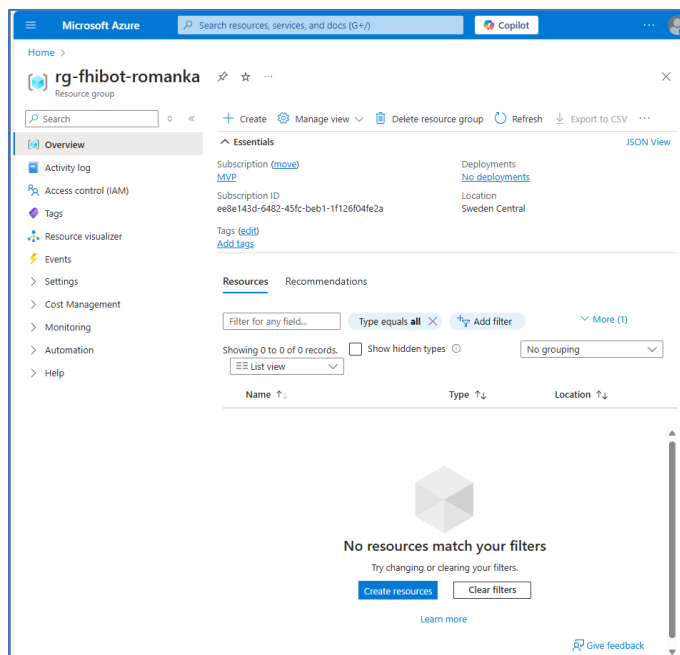 Microsoft Azure
Search resources, services, and docs (G+/)
Copilot
Home >
rg-fhibot-romanka
Resource group
Search
Create
Manage view
Delete resource group
Refresh
Export to CSV
Overview
Activity log
Access control (IAM)
Tags
Resource visualizer
Events
Settings
Cost Management
Monitoring
Automation
Help
Essentials
JSON View
Subscription (move)
MVP
Deployments
No deployments
Subscription ID
ee8e143d-6482-45fc-beb1-1f126f04fe2a
Location
Sweden Central
Tags (edit)
Add tags
Resources Recommendations
Filter for any field...
Type equals all
Add filter
More (1)
Showing 0 to 0 of 0 records.
Show hidden types
No grouping
List view
Name Type Location
No resources match your filters
Try changing or clearing your filters.
Create resources
Clear filters
Learn more
Give feedback